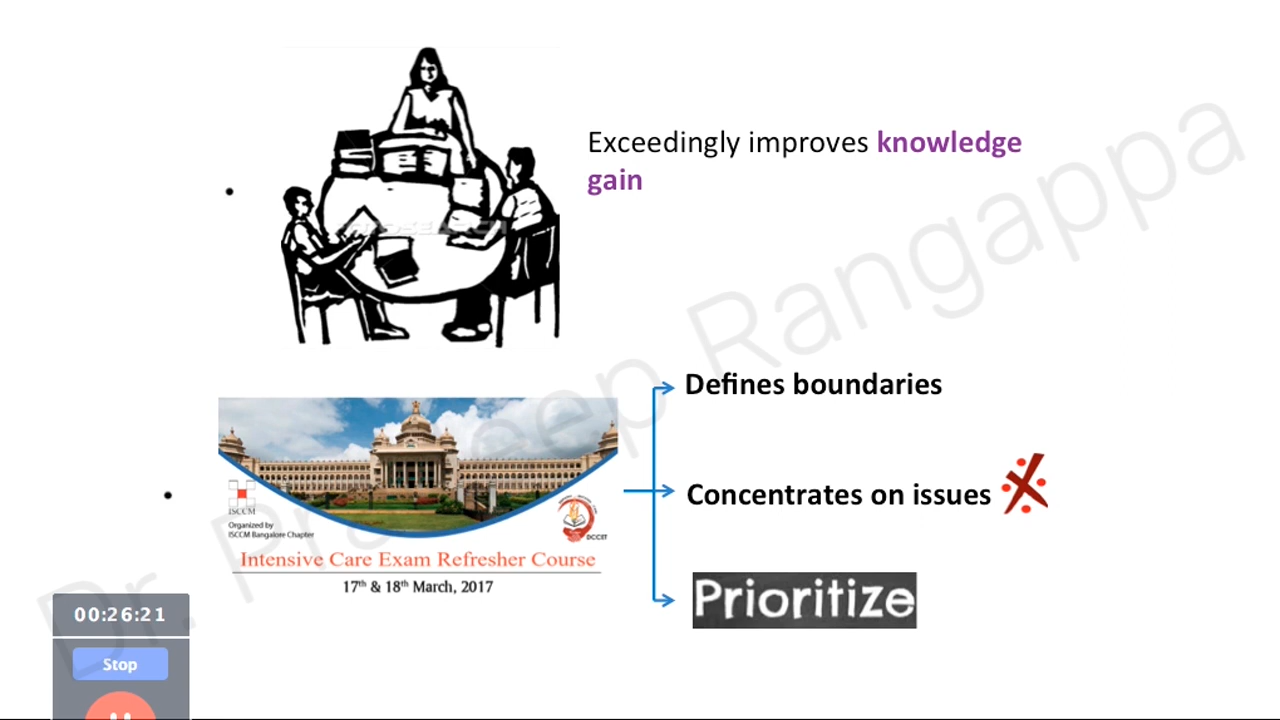 Exceedingly improves knowledge
gain
Defines boundaries
Concentrates on issues
Prioritize
ISCCM
Organized by
ISCCM Bangalore Chapter
DCCET
Intensive Care Exam Refresher Course
17th & 18th March, 2017
Dr. Pradeep Rangappa
00:26:21
Stop